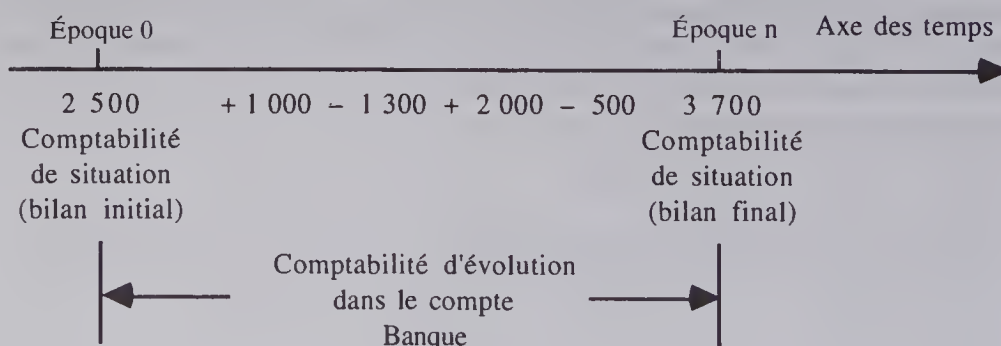 Époque 0 Époque n Axe des temps
2 500 + 1 000 – 1 300 + 2 000 – 500 3 700
Comptabilité Comptabilité
de situation de situation
(bilan initial) (bilan final)
Comptabilité d'évolution
dans le compte
Banque